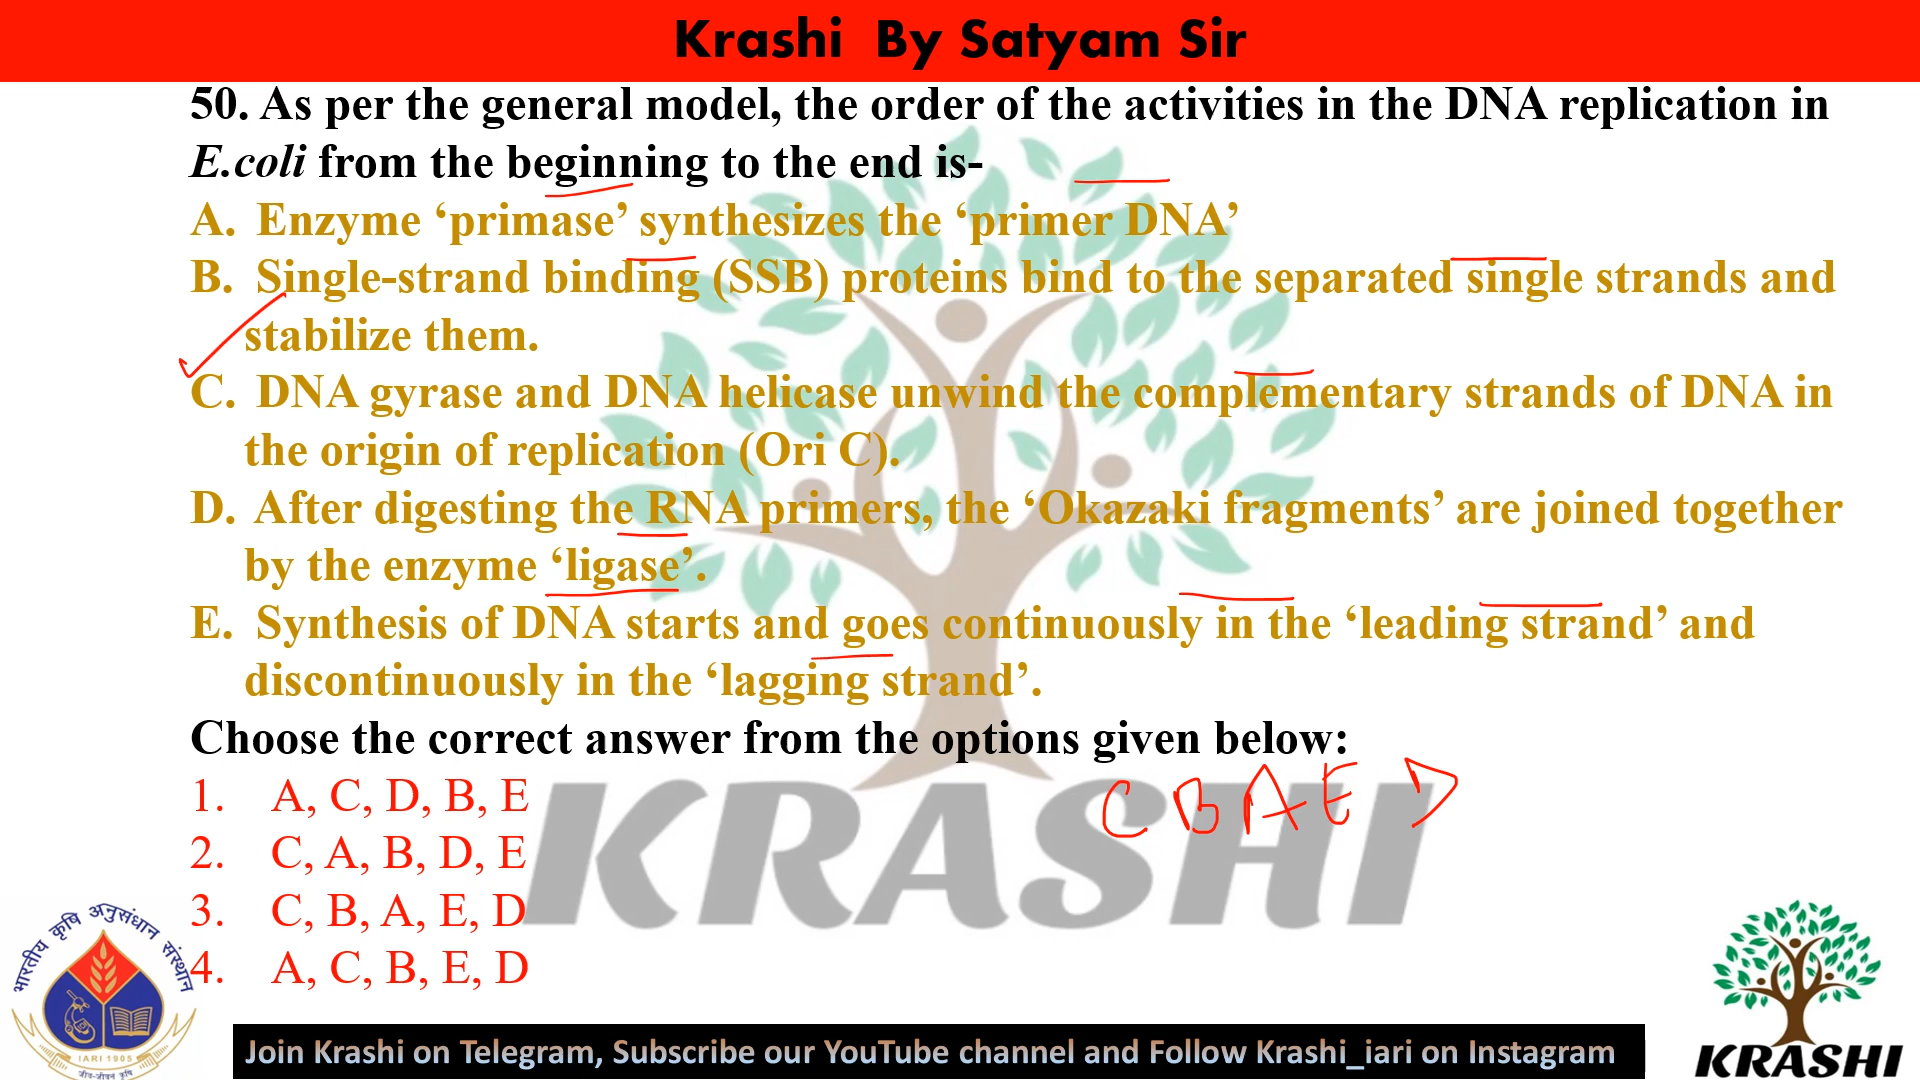 Krashi By Satyam Sir
50. As per the general model, the order of the activities in the DNA replication in
E.coli from the beginning to the end is-
A. Enzyme ‘primase’ synthesizes the ‘primer DNA’
B. Single-strand binding (SSB) proteins bind to the separated single strands and
stabilize them.
C. DNA gyrase and DNA helicase unwind the complementary strands of DNA in
the origin of replication (Ori C).
D. After digesting the RNA primers, the ‘Okazaki fragments’ are joined together
by the enzyme ‘ligase’.
E. Synthesis of DNA starts and goes continuously in the ‘leading strand’ and
discontinuously in the ‘lagging strand’.
Choose the correct answer from the options given below:
1. A, C, D, B, E
C B A E D
2. C, A, B, D, E
3. C, B, A, E, D
4. A, C, B, E, D
KRASHI
भारतीय कृषि अनुसंधान संस्थान
IARI 1905
Join Krashi on Telegram, Subscribe our YouTube channel and Follow Krashi_iari on Instagram
KRASHI